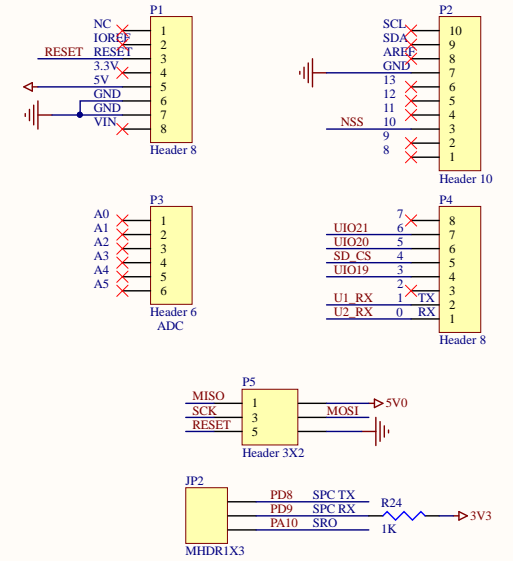 P1
NC 1
IOREF 2
RESET RESET 3
3.3V 4
5V 5
GND 6
GND 7
VIN 8
Header 8
P2
SCL 10
SDA 9
AREF 8
GND 7
13 6
12 5
11 4
NSS 10 3
9 2
8 1
Header 10
P3
A0 1
A1 2
A2 3
A3 4
A4 5
A5 6
Header 6
ADC
P4
7 8
UIO21 6 7
UIO20 5 6
SD_CS 4 5
UIO19 3 4
2 3
U1_RX 1 TX 2
U2_RX 0 RX 1
Header 8
P5
MISO 1 5V0
SCK 3 MOSI
RESET 5
Header 3X2
JP2
PD8 SPC TX
PD9 SPC RX R24 3V3
PA10 SRO 1K
MHDR1X3